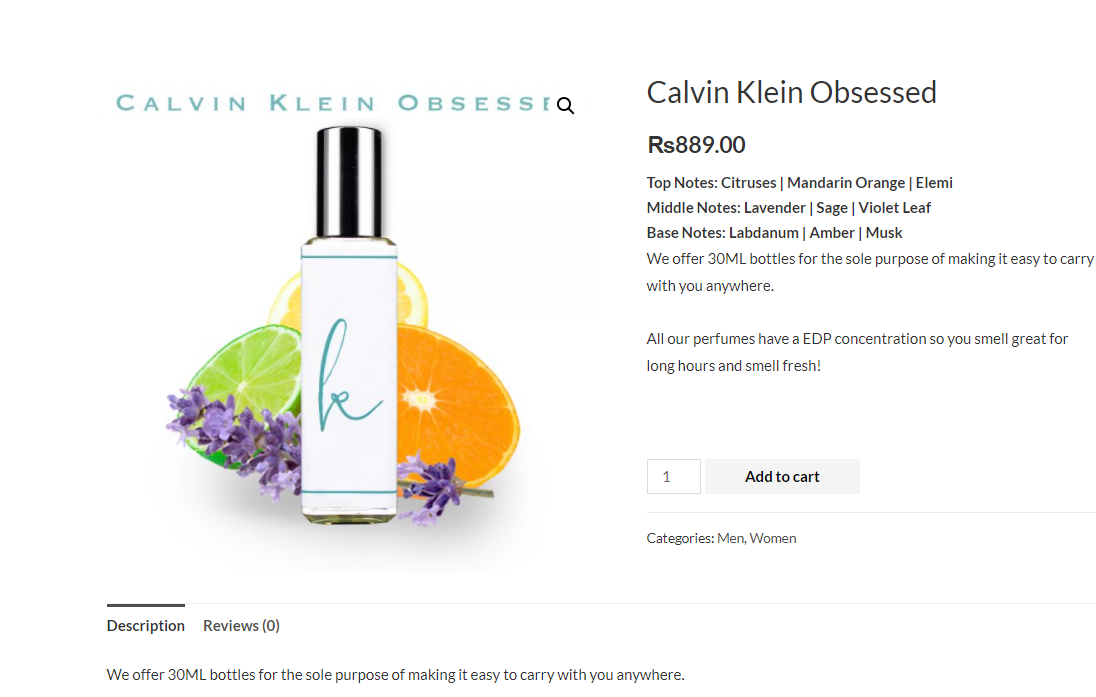 CALVIN KLEIN OBSESSE
k
Calvin Klein Obsessed
₨889.00
Top Notes: Citruses | Mandarin Orange | Elemi
Middle Notes: Lavender | Sage | Violet Leaf
Base Notes: Labdanum | Amber | Musk
We offer 30ML bottles for the sole purpose of making it easy to carry
with you anywhere.
All our perfumes have a EDP concentration so you smell great for
long hours and smell fresh!
1
Add to cart
Categories: Men, Women
Description
Reviews (0)
We offer 30ML bottles for the sole purpose of making it easy to carry with you anywhere.